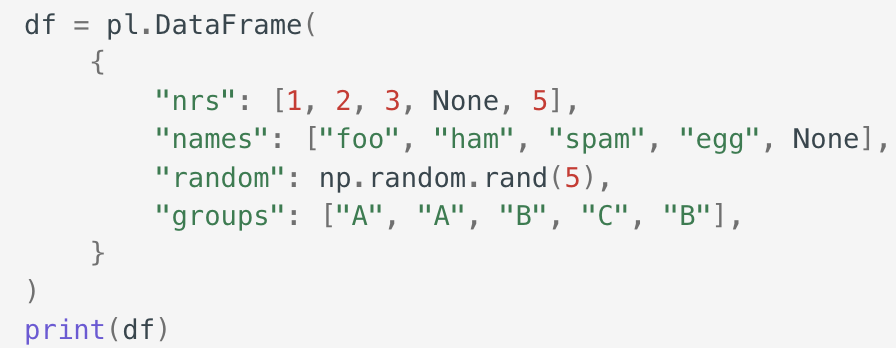 df = pl.DataFrame(
    {
        "nrs": [1, 2, 3, None, 5],
        "names": ["foo", "ham", "spam", "egg", None],
        "random": np.random.rand(5),
        "groups": ["A", "A", "B", "C", "B"],
    }
)
print(df)